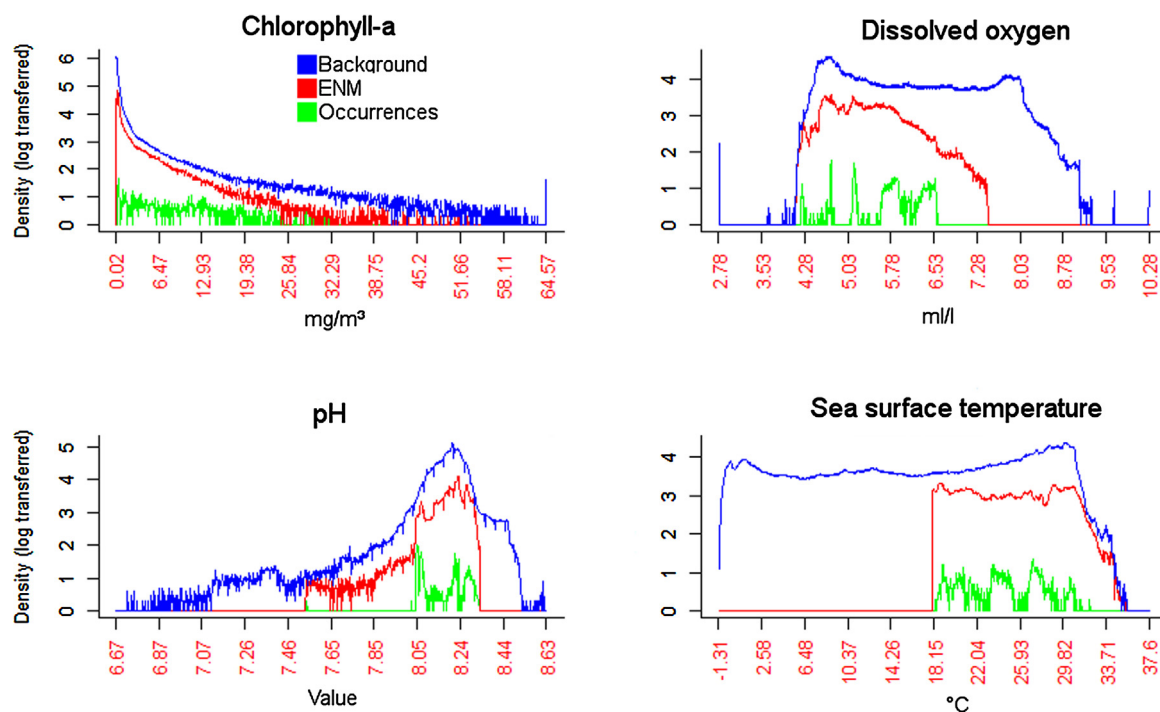 Chlorophyll-a
Background
ENM
Occurrences
Density (log transferred)
6
5
4
3
2
1
0
0.02 6.47 12.93 19.38 25.84 32.29 38.75 45.2 51.66 58.11 64.57
mg/m³
Dissolved oxygen
4
3
2
1
0
2.78 3.53 4.28 5.03 5.78 6.53 7.28 8.03 8.78 9.53 10.28
ml/l
pH
Density (log transferred)
5
4
3
2
1
0
6.67 6.87 7.07 7.26 7.46 7.65 7.85 8.05 8.24 8.44 8.63
Value
Sea surface temperature
4
3
2
1
0
-1.31 2.58 6.48 10.37 14.26 18.15 22.04 25.93 29.82 33.71 37.6
°C